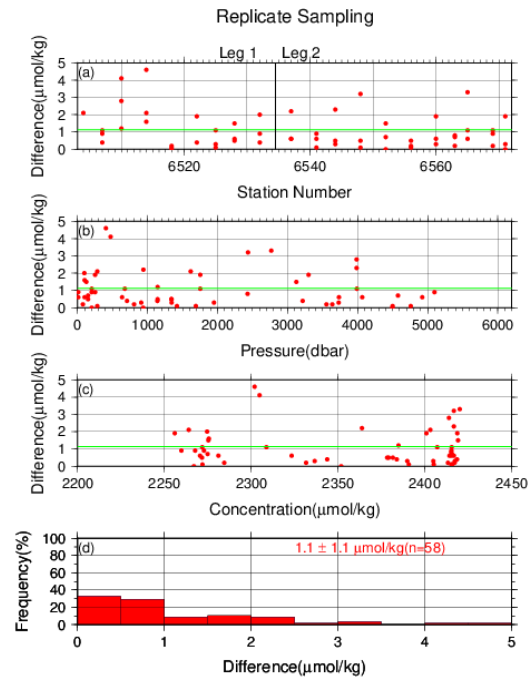 Replicate Sampling
Leg 1 Leg 2
(a)
Difference(μmol/kg)
5
4
3
2
1
0
6520 6540 6560
Station Number
(b)
Difference(μmol/kg)
5
4
3
2
1
0
0 1000 2000 3000 4000 5000 6000
Pressure(dbar)
(c)
Difference(μmol/kg)
5
4
3
2
1
0
2200 2250 2300 2350 2400 2450
Concentration(μmol/kg)
(d)
1.1 ± 1.1 μmol/kg(n=58)
Frequency(%)
100
80
60
40
20
0
0 1 2 3 4 5
Difference(μmol/kg)